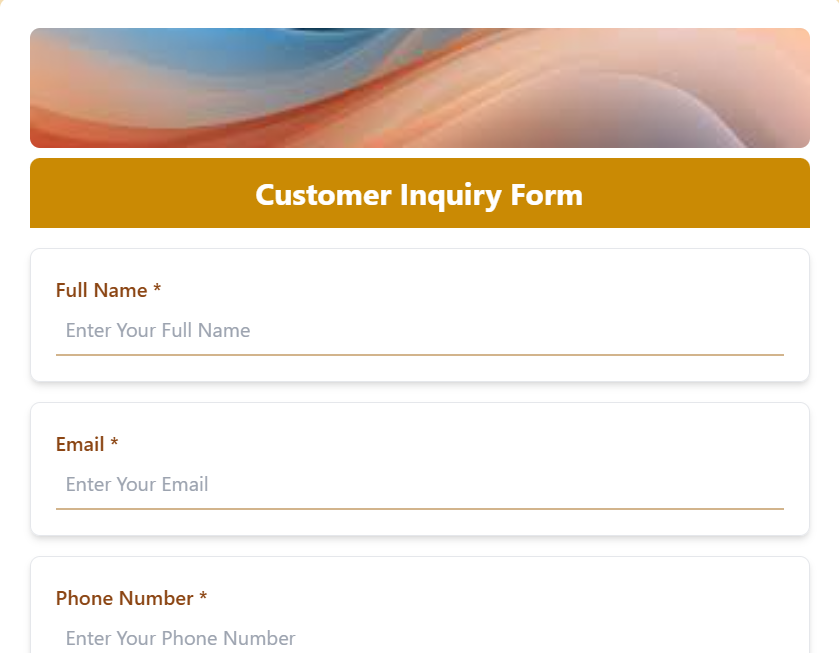 Customer Inquiry Form
Full Name *
Enter Your Full Name
Email *
Enter Your Email
Phone Number *
Enter Your Phone Number